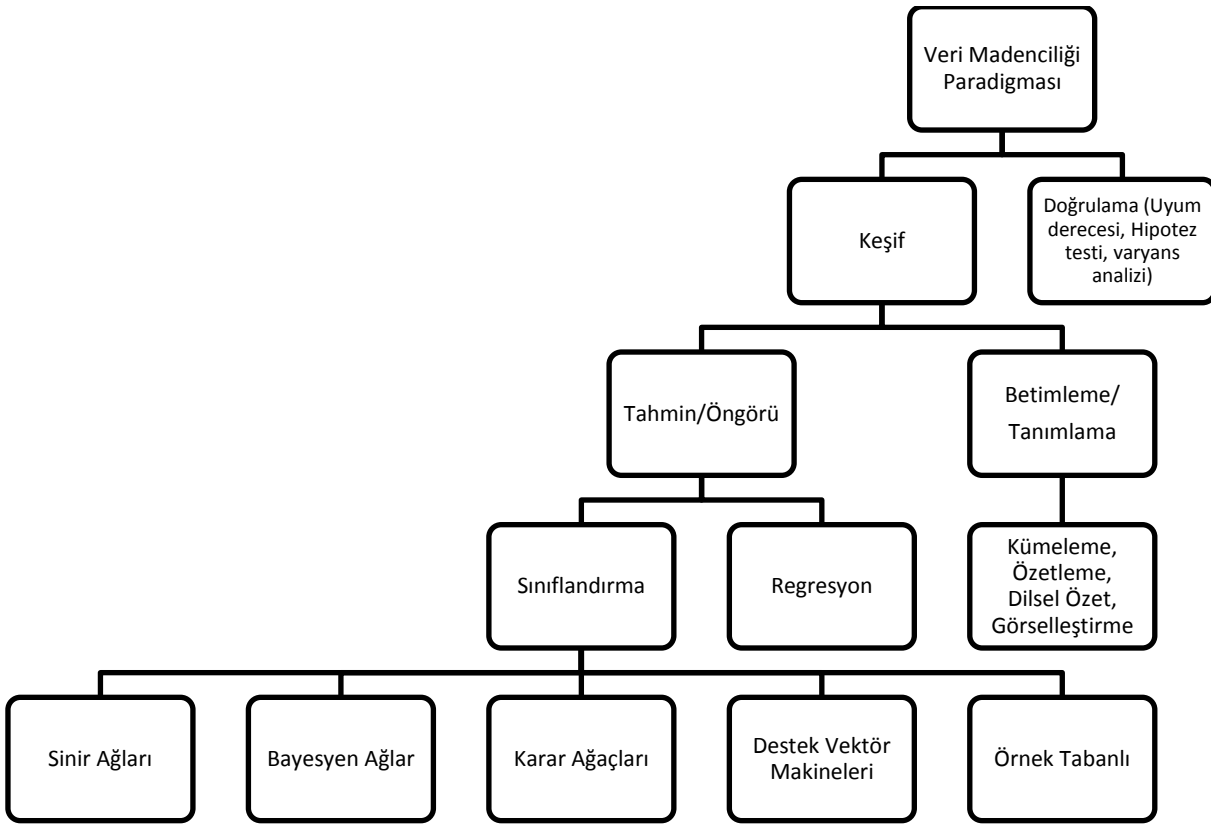 Veri Madenciliği
Paradigması
Keşif
Doğrulama (Uyum
derecesi, Hipotez
testi, varyans
analizi)
Tahmin/Öngörü
Betimleme/
Tanımlama
Sınıflandırma
Regresyon
Kümeleme,
Özetleme,
Dilsel Özet,
Görselleştirme
Sinir Ağları
Bayesyen Ağlar
Karar Ağaçları
Destek Vektör
Makineleri
Örnek Tabanlı